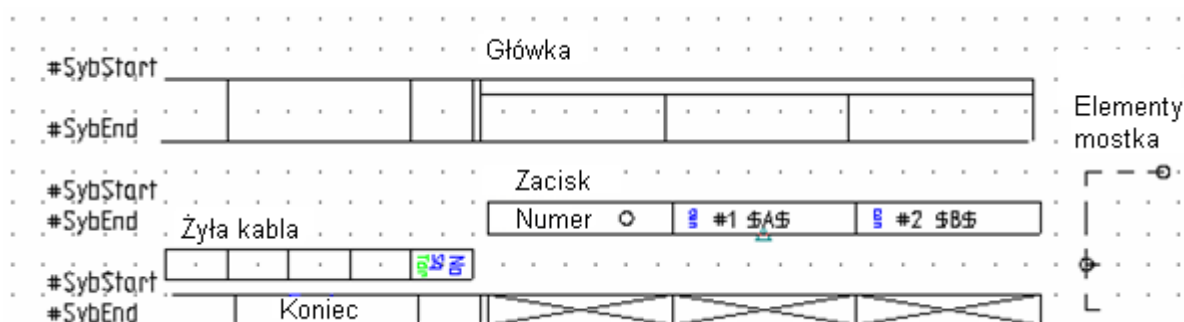 Główka
#SybStart
#SybEnd
Elementy
mostka
#SybStart
Zacisk
#SybEnd
Numer #1 $A$ #2 $B$
Żyła kabla
#SybStart
#SybEnd
Koniec